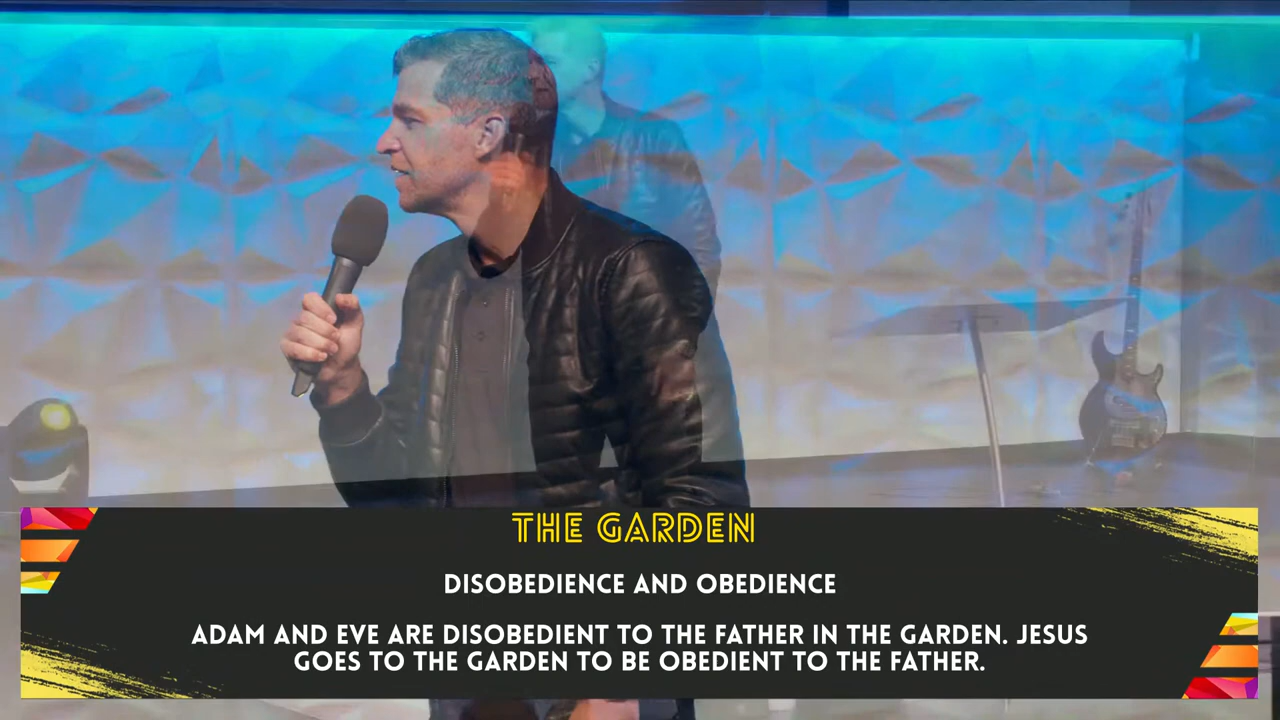 THE GARDEN
DISOBEDIENCE AND OBEDIENCE
ADAM AND EVE ARE DISOBEDIENT TO THE FATHER IN THE GARDEN. JESUS
GOES TO THE GARDEN TO BE OBEDIENT TO THE FATHER.